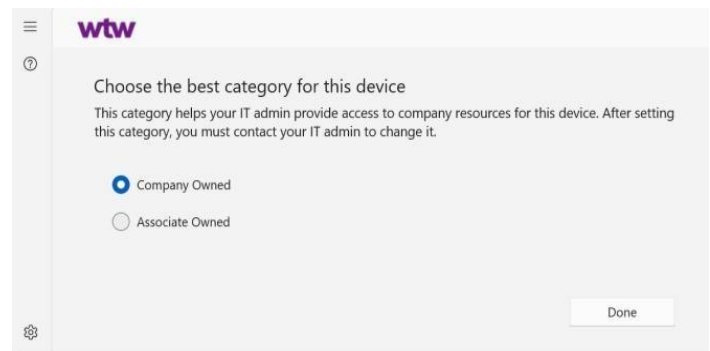 wtw
Choose the best category for this device
This category helps your IT admin provide access to company resources for this device. After setting
this category, you must contact your IT admin to change it.
Company Owned
Associate Owned
Done